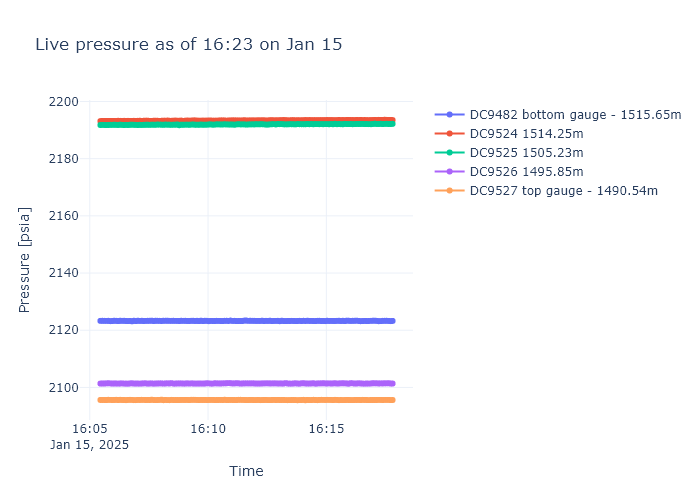 Live pressure as of 16:23 on Jan 15
2200
2180
2160
2140
2120
2100
Pressure [psia]
16:05
16:10
16:15
Jan 15, 2025
Time
DC9482 bottom gauge - 1515.65m
DC9524 1514.25m
DC9525 1505.23m
DC9526 1495.85m
DC9527 top gauge - 1490.54m